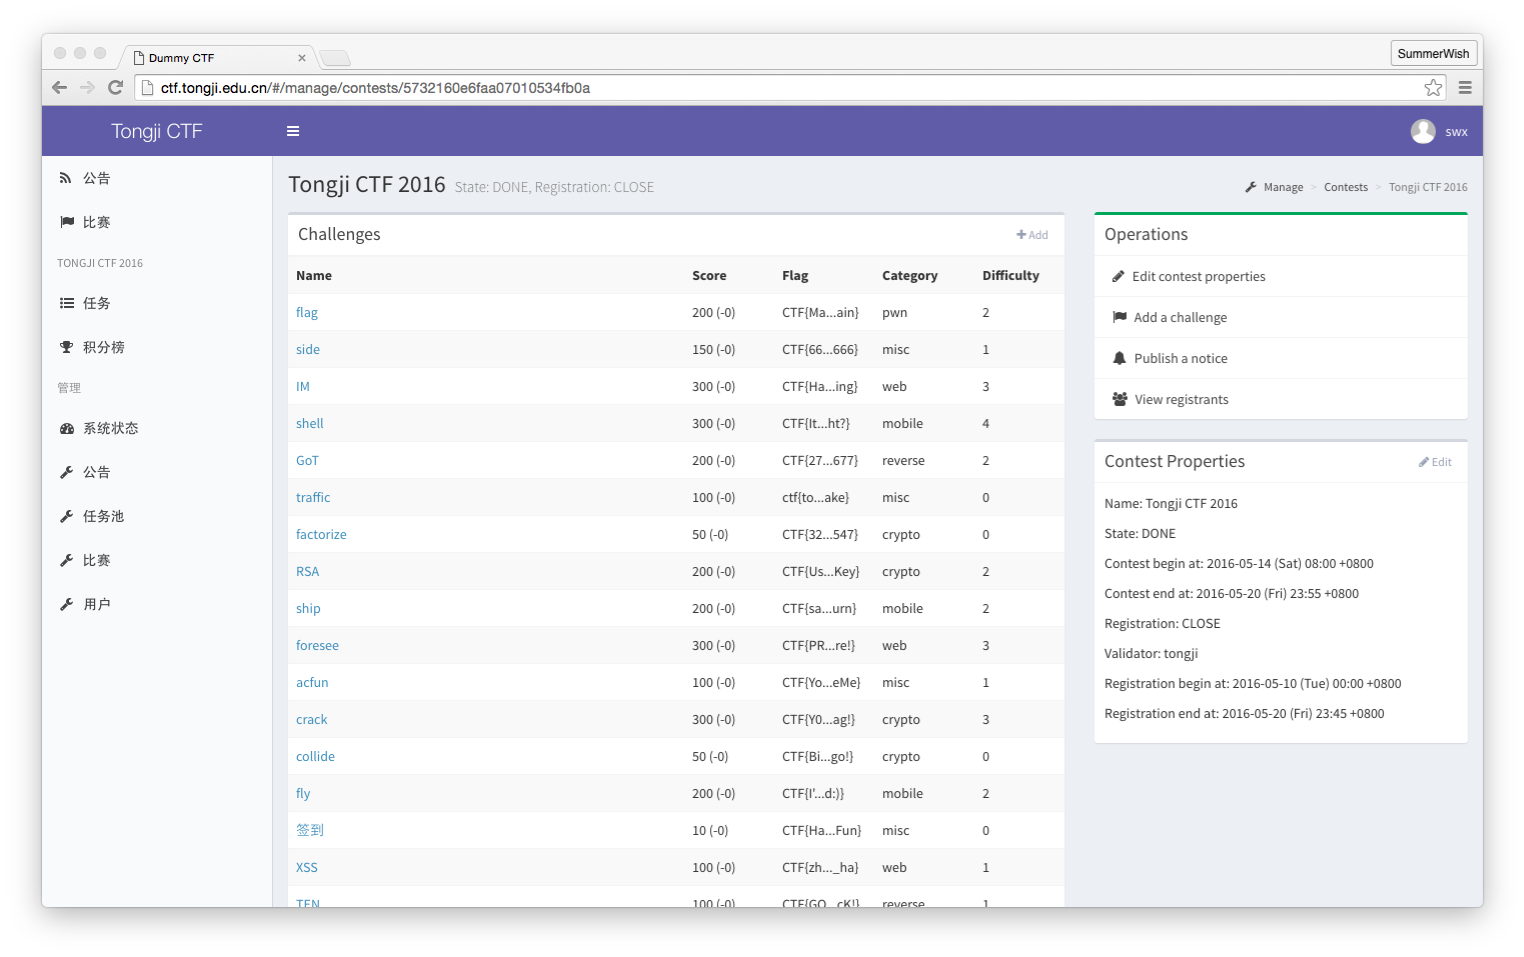 Dummy CTF
SummerWish
ctf.tongji.edu.cn/#/manage/contests/5732160e6faa07010534fb0a
Tongji CTF
swx
公告
比赛
TONGJI CTF 2016
任务
积分榜
管理
系统状态
公告
任务池
比赛
用户
Tongji CTF 2016 State: DONE, Registration: CLOSE
Manage > Contests > Tongji CTF 2016
Challenges
Add
Name Score Flag Category Difficulty
flag 200 (-0) CTF{Ma...ain} pwn 2
side 150 (-0) CTF{66...666} misc 1
IM 300 (-0) CTF{Ha...ing} web 3
shell 300 (-0) CTF{It...ht?} mobile 4
GoT 200 (-0) CTF{27...677} reverse 2
traffic 100 (-0) ctf{to...ake} misc 0
factorize 50 (-0) CTF{32...547} crypto 0
RSA 200 (-0) CTF{Us...Key} crypto 2
ship 200 (-0) CTF{sa...urn} mobile 2
foresee 300 (-0) CTF{PR...re!} web 3
acfun 100 (-0) CTF{Yo...eMe} misc 1
crack 300 (-0) CTF{Y0...ag!} crypto 3
collide 50 (-0) CTF{Bi...go!} crypto 0
fly 200 (-0) CTF{I'...d:)} mobile 2
签到 10 (-0) CTF{Ha...Fun} misc 0
XSS 100 (-0) CTF{zh..._ha} web 1
TEN 100 (-0) CTF{GO...cK!} reverse 1
Operations
Edit contest properties
Add a challenge
Publish a notice
View registrants
Contest Properties
Edit
Name: Tongji CTF 2016
State: DONE
Contest begin at: 2016-05-14 (Sat) 08:00 +0800
Contest end at: 2016-05-20 (Fri) 23:55 +0800
Registration: CLOSE
Validator: tongji
Registration begin at: 2016-05-10 (Tue) 00:00 +0800
Registration end at: 2016-05-20 (Fri) 23:45 +0800